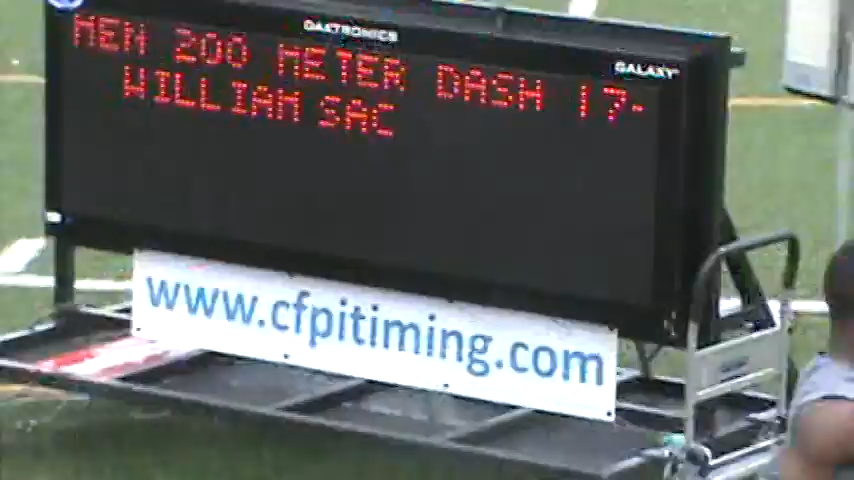 DAKTRONICS
GALAXY
MEN 200 METER DASH 17-
WILLIAM SAC
www.cfpitiming.com